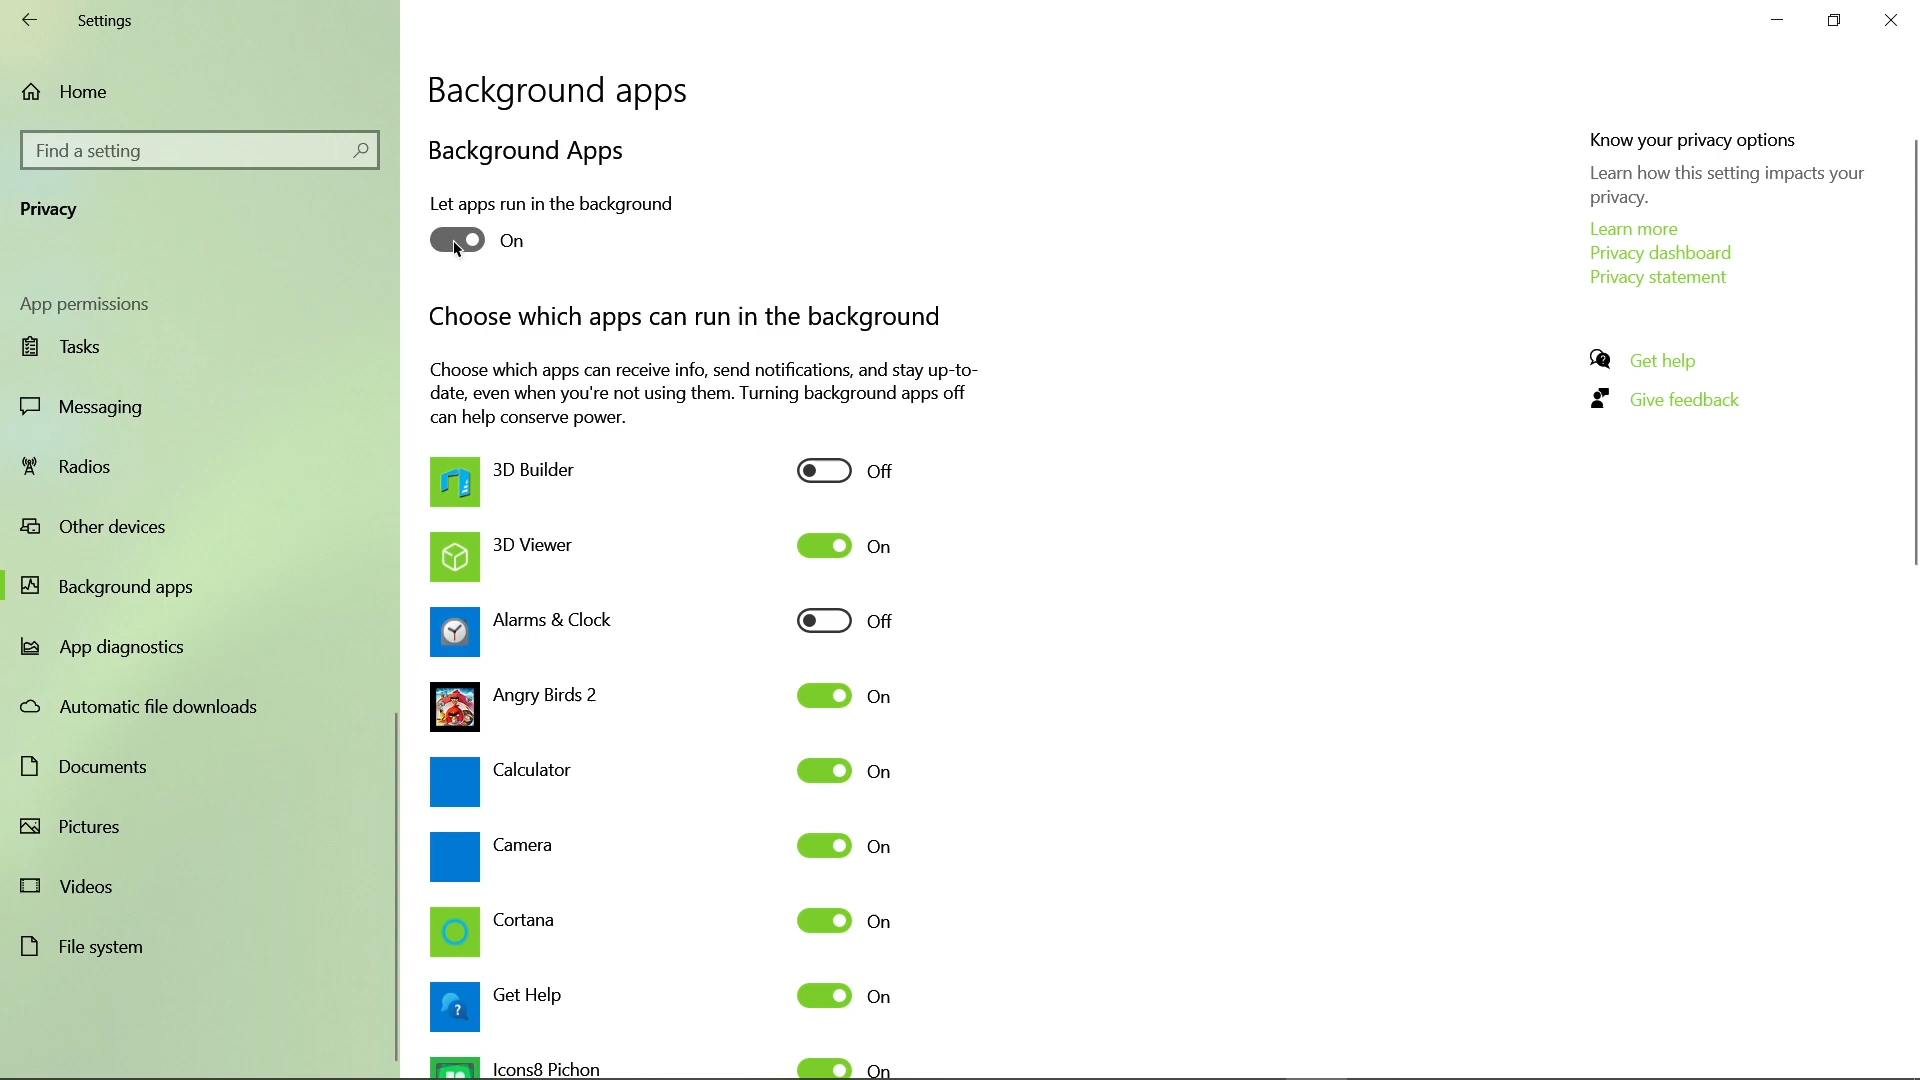 Settings
Home
Find a setting
Privacy
App permissions
Tasks
Messaging
Radios
Other devices
Background apps
App diagnostics
Automatic file downloads
Documents
Pictures
Videos
File system
Background apps
Background Apps
Let apps run in the background
On
Choose which apps can run in the background
Choose which apps can receive info, send notifications, and stay up-to-
date, even when you're not using them. Turning background apps off
can help conserve power.
3D Builder Off
3D Viewer On
Alarms & Clock Off
Angry Birds 2 On
Calculator On
Camera On
Cortana On
Get Help On
Icons8 Pichon On
Know your privacy options
Learn how this setting impacts your
privacy.
Learn more
Privacy dashboard
Privacy statement
Get help
Give feedback